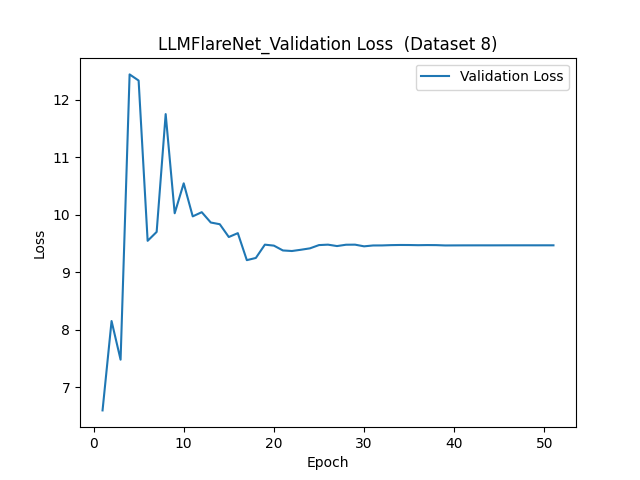 LLMFlareNet_Validation Loss  (Dataset 8)
Validation Loss
12
11
10
9
8
7
Loss
0 10 20 30 40 50
Epoch